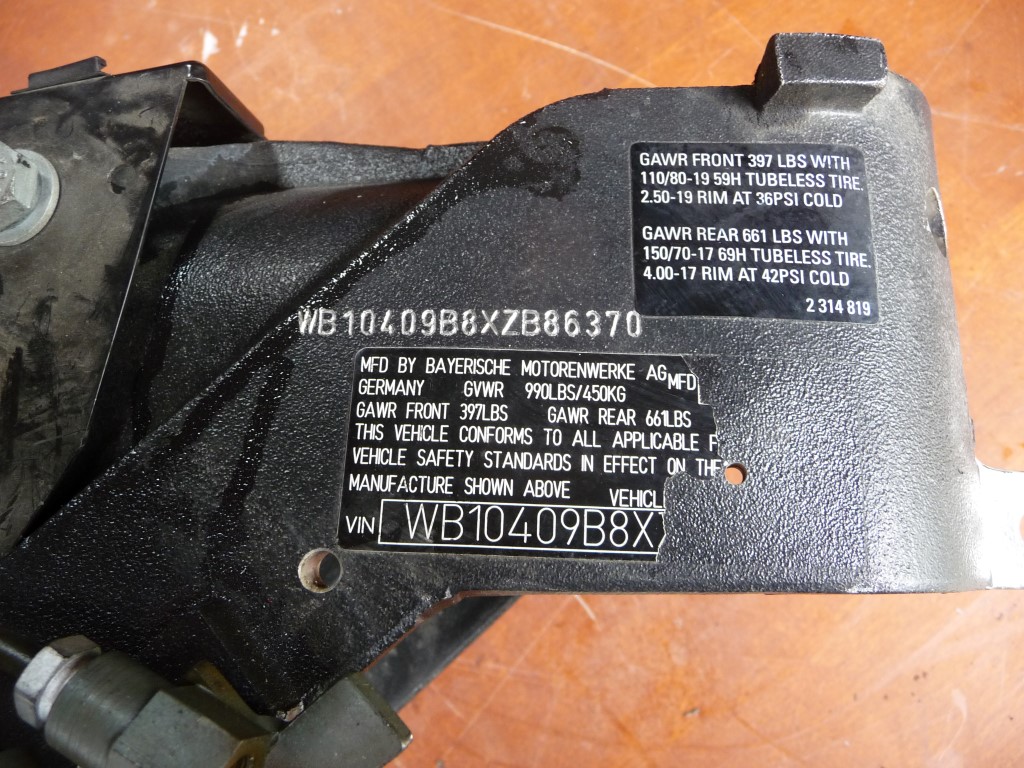 GAWR FRONT 397 LBS WITH
110/80-19 59H TUBELESS TIRE.
2.50-19 RIM AT 36PSI COLD
GAWR REAR 661 LBS WITH
150/70-17 69H TUBELESS TIRE.
4.00-17 RIM AT 42PSI COLD
2 314 819
WB10409B8XZB86370
MFD BY BAYERISCHE MOTORENWERKE AG MFD
GERMANY GVWR 990LBS/450KG
GAWR FRONT 397LBS GAWR REAR 661LBS
THIS VEHICLE CONFORMS TO ALL APPLICABLE F
VEHICLE SAFETY STANDARDS IN EFFECT ON THE
MANUFACTURE SHOWN ABOVE VEHICL
VIN WB10409B8X